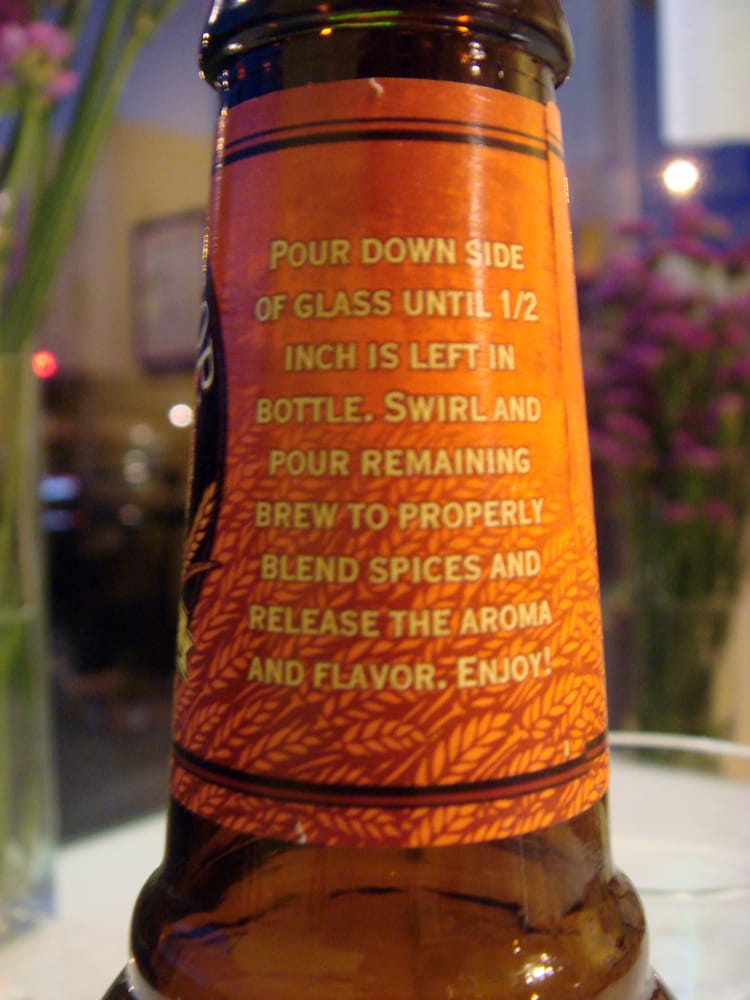 POUR DOWN SIDE
OF GLASS UNTIL 1/2
INCH IS LEFT IN
BOTTLE. SWIRL AND
POUR REMAINING
BREW TO PROPERLY
BLEND SPICES AND
RELEASE THE AROMA
AND FLAVOR. ENJOY!